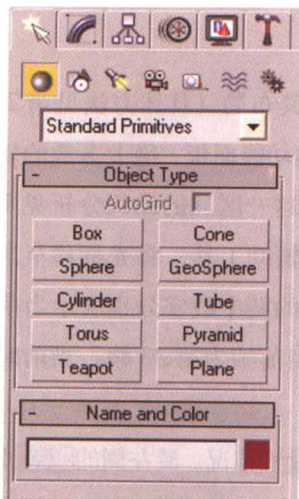 Standard Primitives
- Object Type
AutoGrid
Box Cone
Sphere GeoSphere
Cylinder Tube
Torus Pyramid
Teapot Plane
- Name and Color